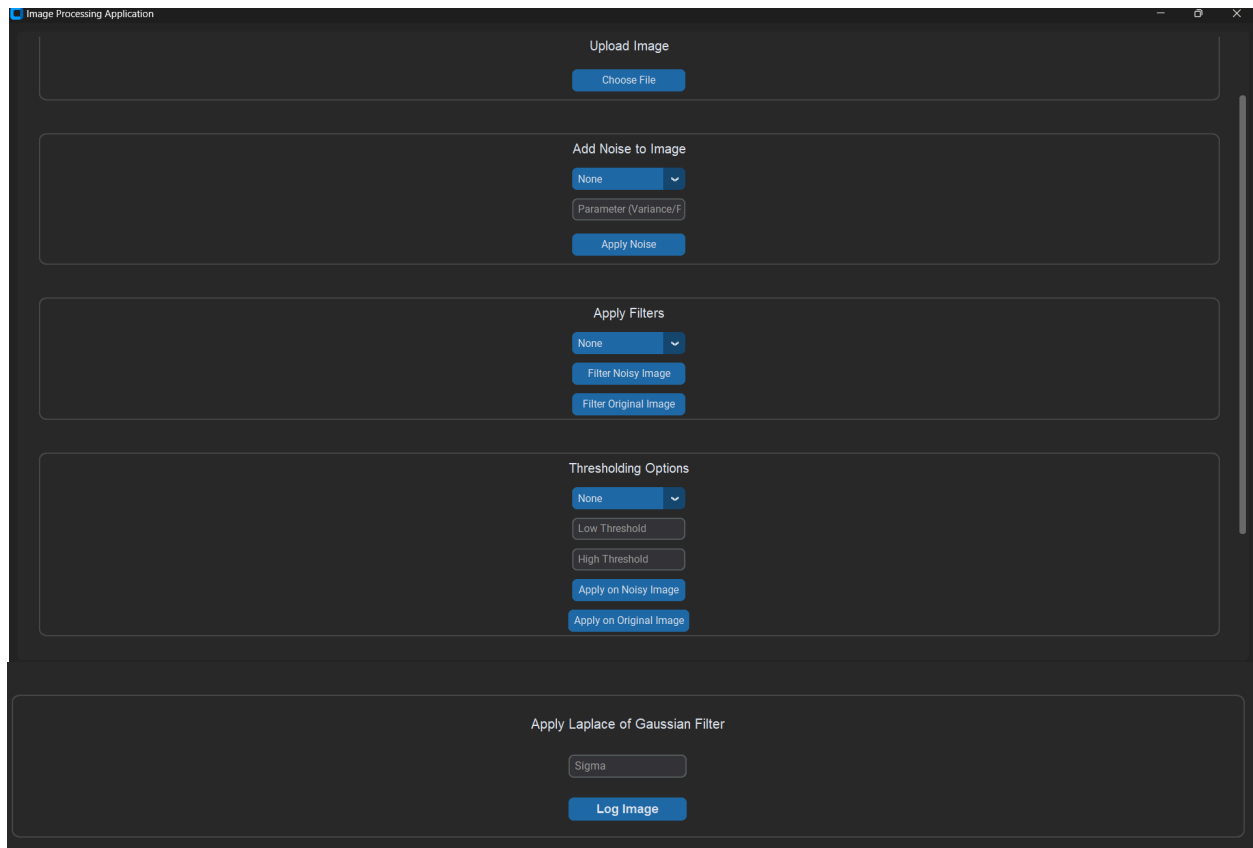 Image Processing Application
Upload Image
Choose File
Add Noise to Image
None
Parameter (Variance/F
Apply Noise
Apply Filters
None
Filter Noisy Image
Filter Original Image
Thresholding Options
None
Low Threshold
High Threshold
Apply on Noisy Image
Apply on Original Image
Apply Laplace of Gaussian Filter
Sigma
Log Image